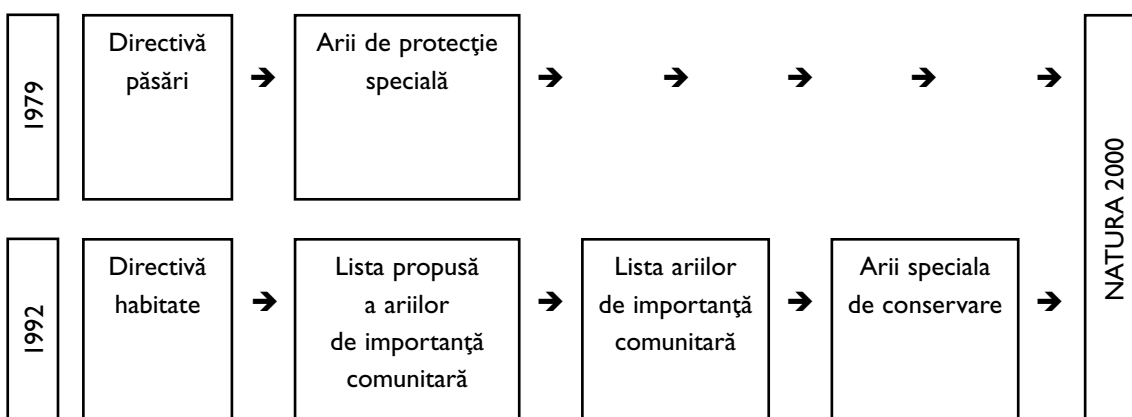 1979
Directivă
păsări
➔
Arii de protecţie
specială
➔
➔
➔
➔
➔
1992
Directivă
habitate
➔
Lista propusă
a ariilor
de importanţă
comunitară
➔
Lista ariilor
de importanţă
comunitară
➔
Arii speciala
de conservare
➔
NATURA 2000